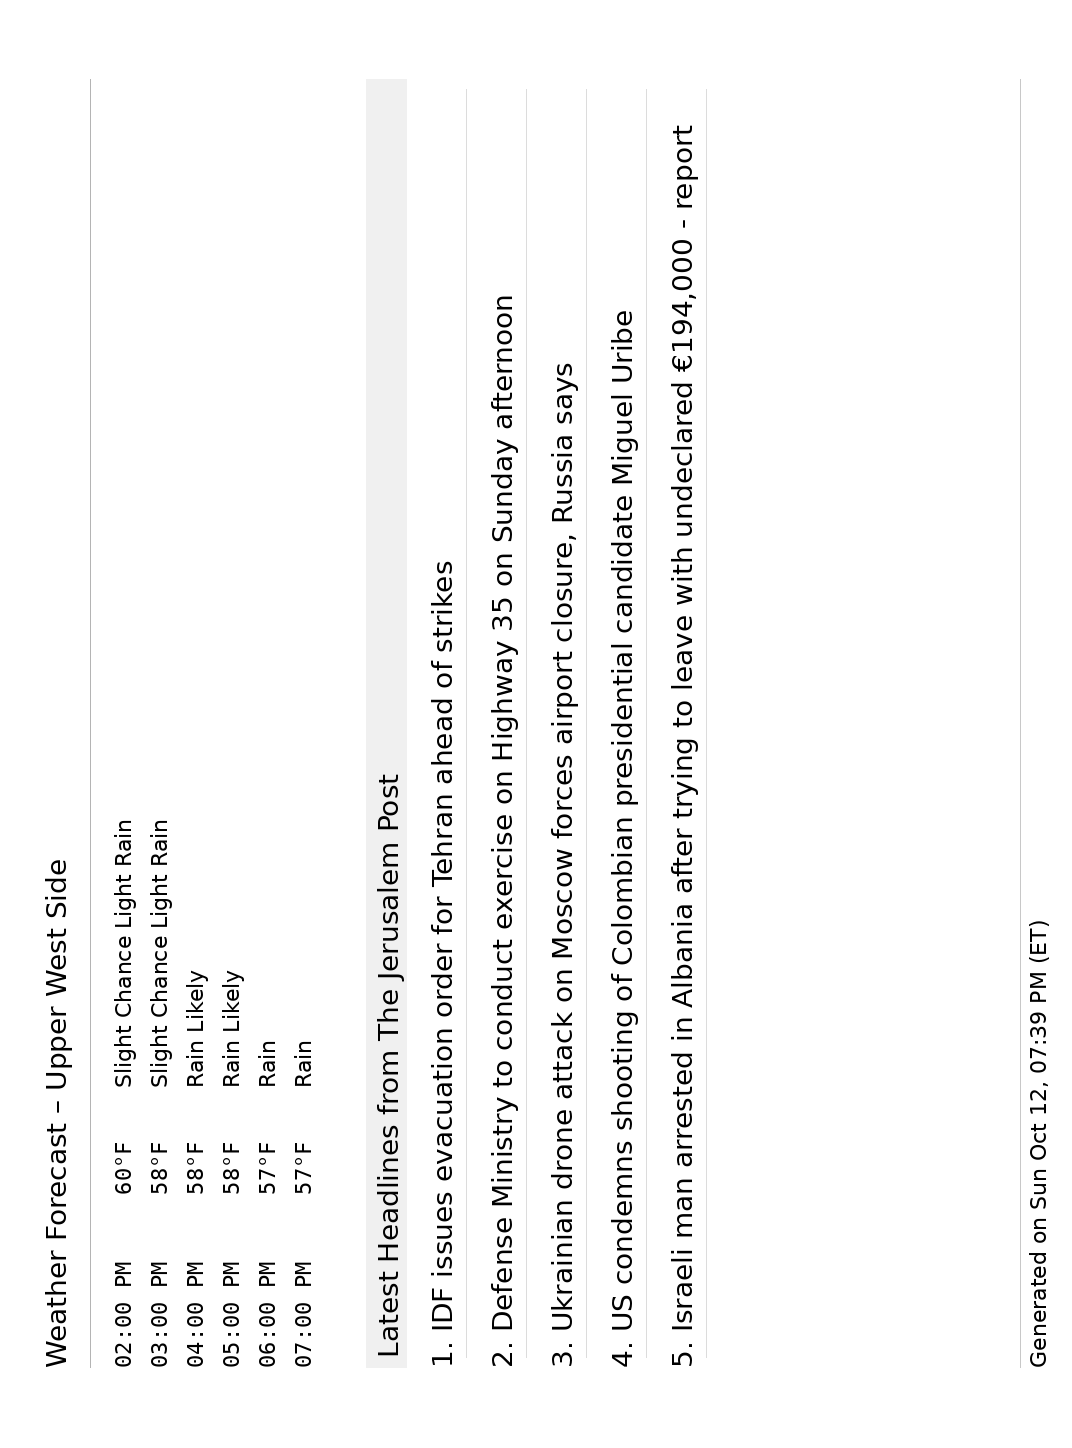 Weather Forecast – Upper West Side
02:00 PM 60°F Slight Chance Light Rain
03:00 PM 58°F Slight Chance Light Rain
04:00 PM 58°F Rain Likely
05:00 PM 58°F Rain Likely
06:00 PM 57°F Rain
07:00 PM 57°F Rain
Latest Headlines from The Jerusalem Post
1. IDF issues evacuation order for Tehran ahead of strikes
2. Defense Ministry to conduct exercise on Highway 35 on Sunday afternoon
3. Ukrainian drone attack on Moscow forces airport closure, Russia says
4. US condemns shooting of Colombian presidential candidate Miguel Uribe
5. Israeli man arrested in Albania after trying to leave with undeclared €194,000 - report
Generated on Sun Oct 12, 07:39 PM (ET)